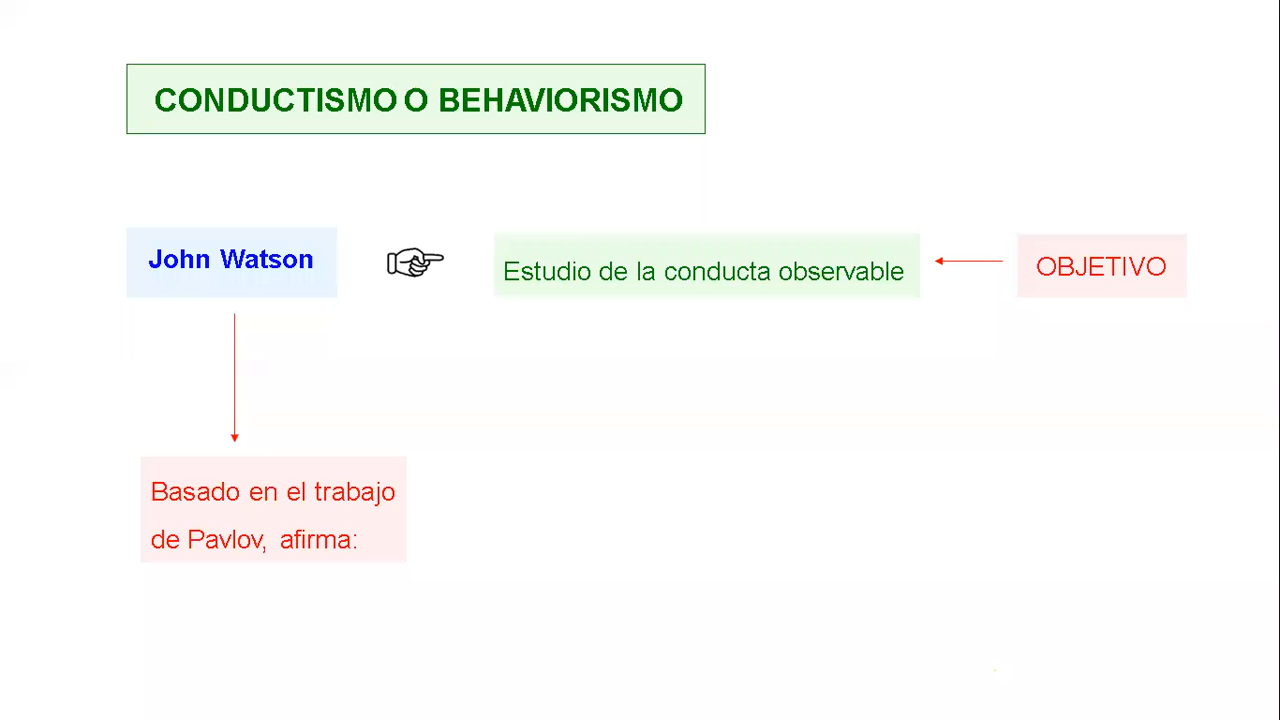 CONDUCTISMO O BEHAVIORISMO
John Watson
Estudio de la conducta observable
OBJETIVO
Basado en el trabajo
de Pavlov, afirma: